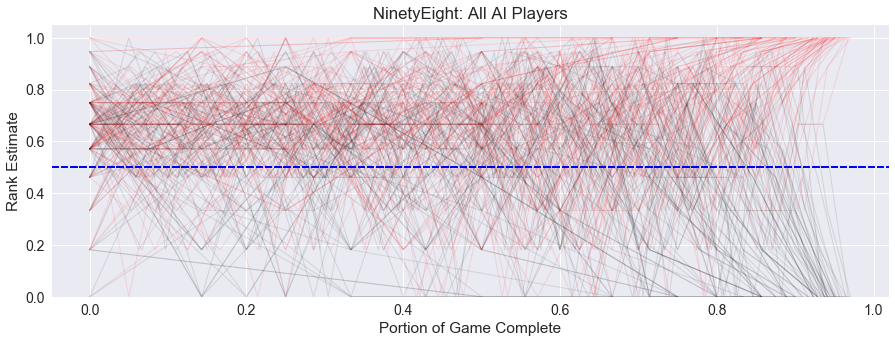 NinetyEight: All AI Players
Rank Estimate
1.0
0.8
0.6
0.4
0.2
0.0
0.0 0.2 0.4 0.6 0.8 1.0
Portion of Game Complete